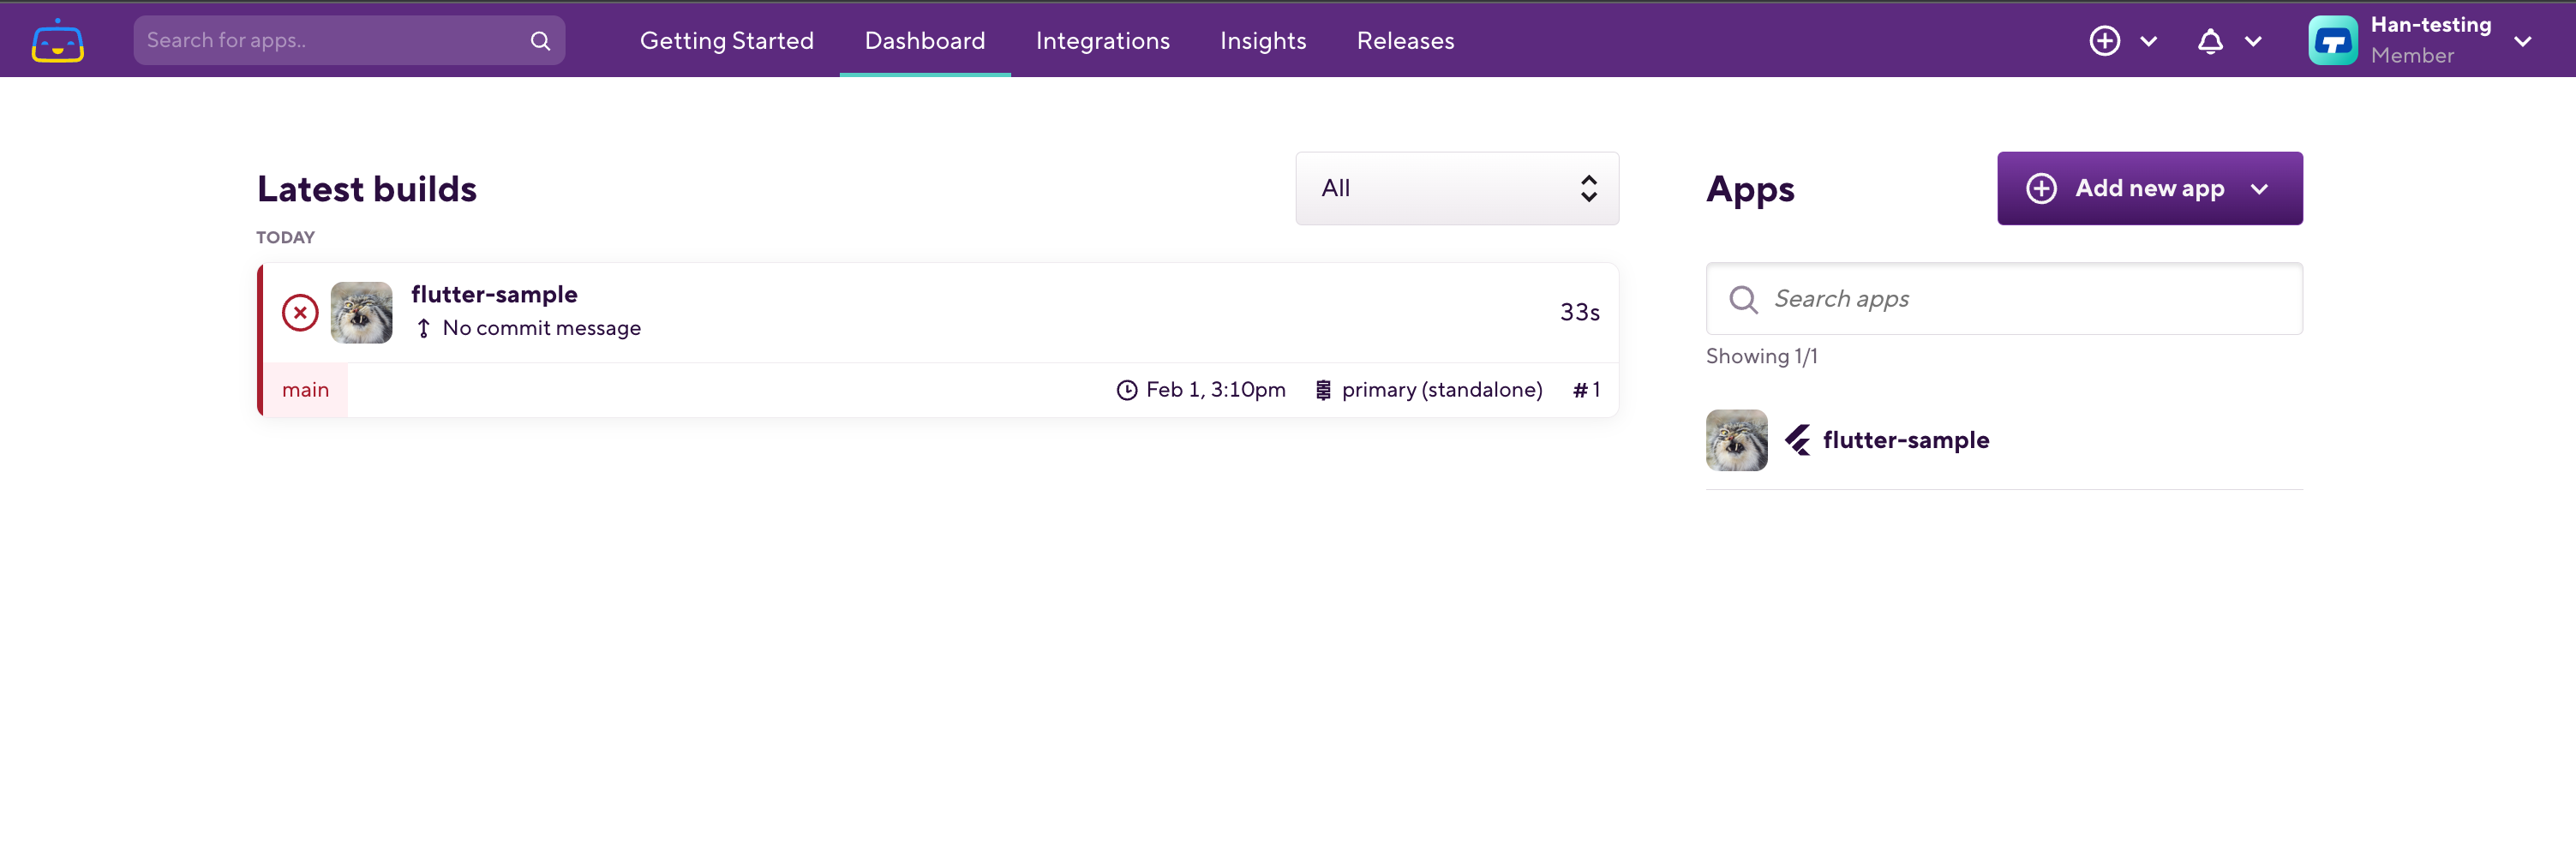 Search for apps..
Getting Started
Dashboard
Integrations
Insights
Releases
Han-testing
Member
Latest builds
All
TODAY
flutter-sample
No commit message
33s
main
Feb 1, 3:10pm
primary (standalone)
#1
Apps
Add new app
Search apps
Showing 1/1
flutter-sample